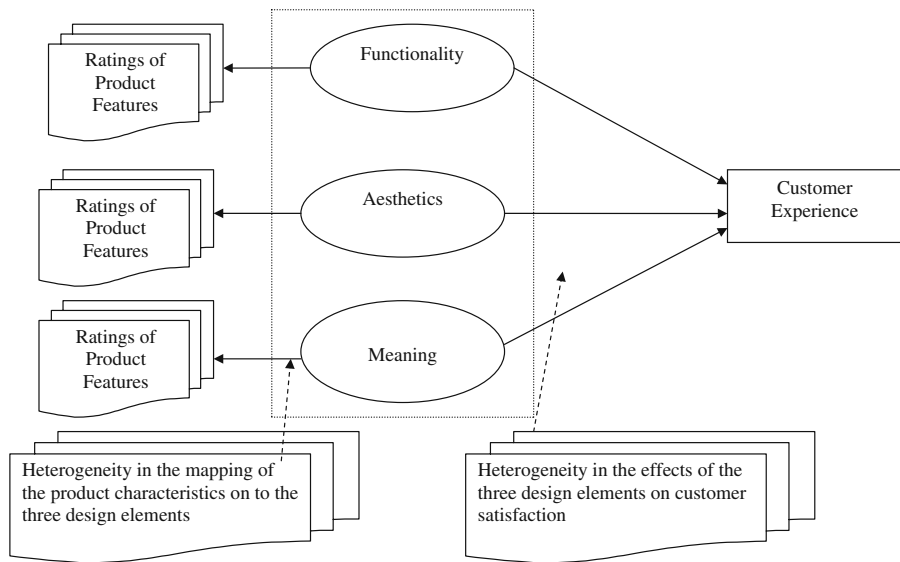 Ratings of
Product
Features
Functionality
Ratings of
Product
Features
Aesthetics
Customer
Experience
Ratings of
Product
Features
Meaning
Heterogeneity in the mapping of
the product characteristics on to the
three design elements
Heterogeneity in the effects of the
three design elements on customer
satisfaction